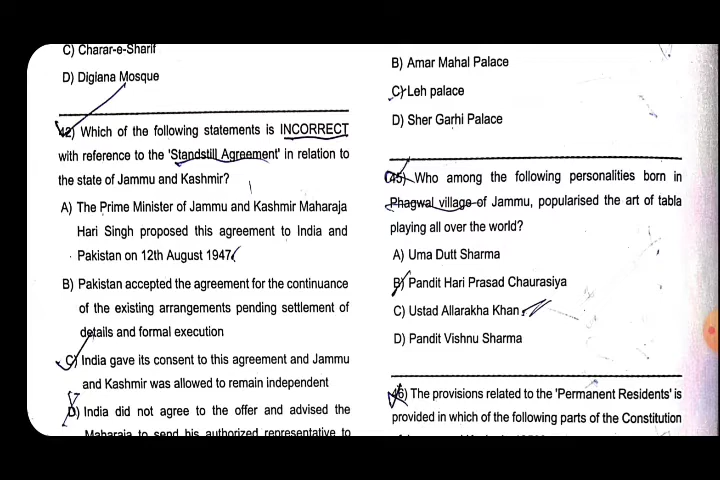 C) Charar-e-Sharif
D) Digiana Mosque
42) Which of the following statements is INCORRECT
with reference to the 'Standstill Agreement' in relation to
the state of Jammu and Kashmir?
A) The Prime Minister of Jammu and Kashmir Maharaja
Hari Singh proposed this agreement to India and
Pakistan on 12th August 1947
B) Pakistan accepted the agreement for the continuance
of the existing arrangements pending settlement of
details and formal execution
C) India gave its consent to this agreement and Jammu
and Kashmir was allowed to remain independent
D) India did not agree to the offer and advised the
Maharaja to send his authorized representative to
B) Amar Mahal Palace
C) Leh palace
D) Sher Garhi Palace
45) Who among the following personalities born in
Phagwal village of Jammu, popularised the art of tabla
playing all over the world?
A) Uma Dutt Sharma
B) Pandit Hari Prasad Chaurasiya
C) Ustad Allarakha Khan
D) Pandit Vishnu Sharma
46) The provisions related to the 'Permanent Residents' is
provided in which of the following parts of the Constitution